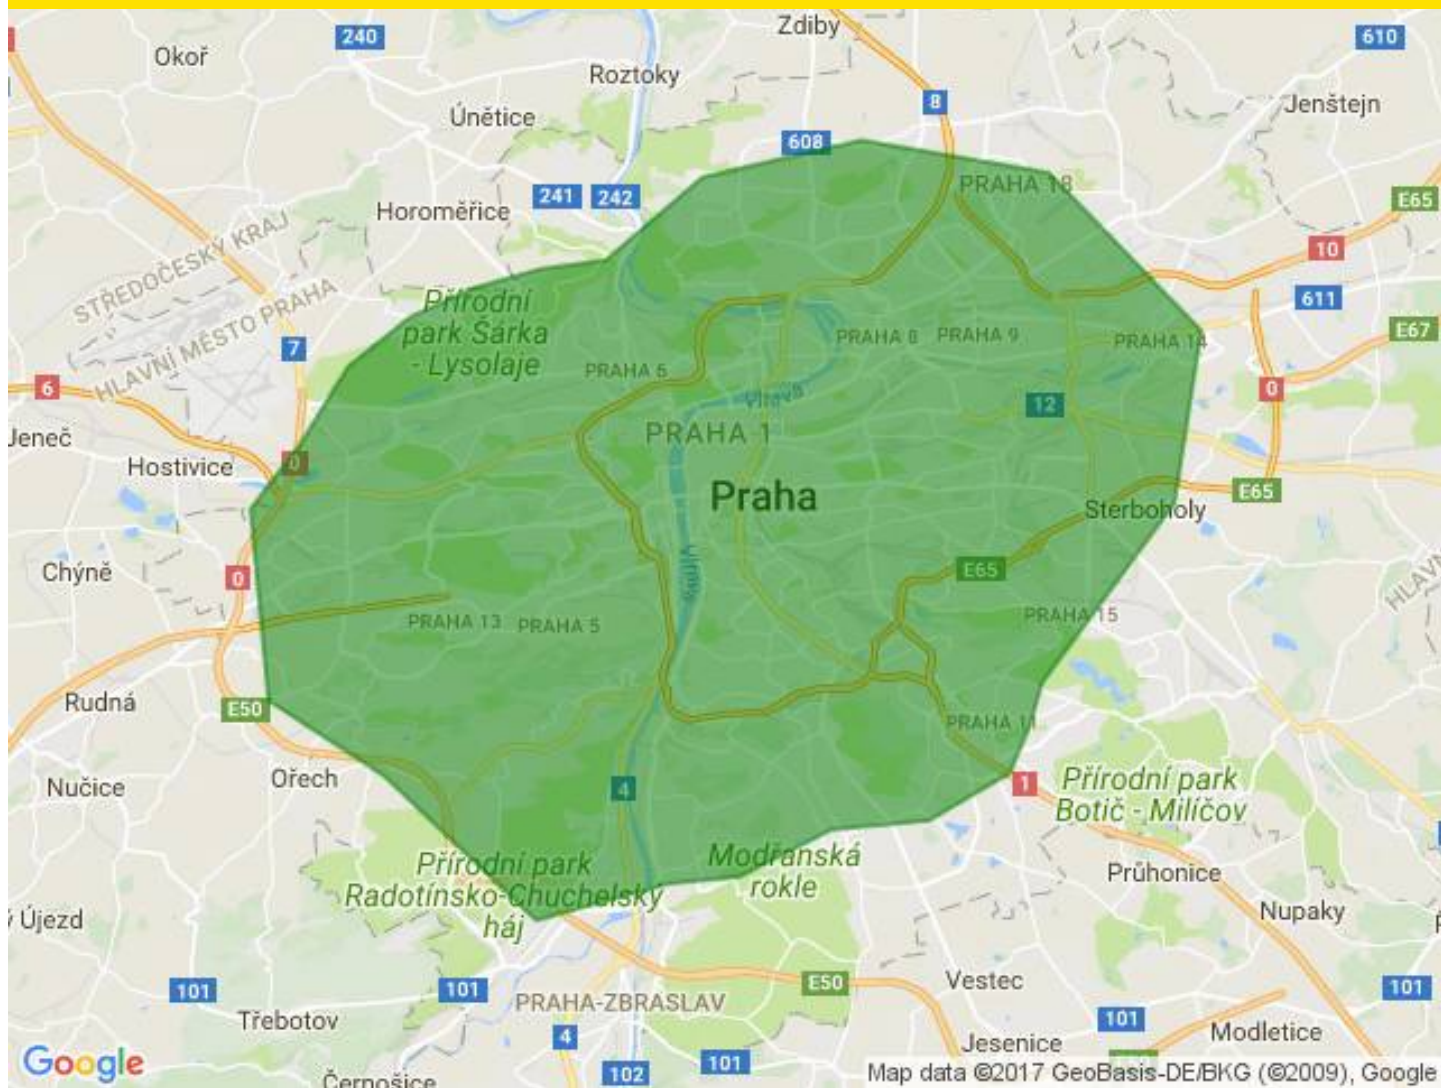 Zdiby
240
610
Okoř
Roztoky
8
Jenštejn
Únětice
608
PRAHA 18
241
242
E65
Horoměřice
STŘEDOČESKÝ KRAJ
10
HLAVNÍ MĚSTO PRAHA
Přírodní
park Šárka
- Lysolaje
611
7
PRAHA 8
PRAHA 9
PRAHA 14
E67
PRAHA 6
6
0
Vltava
12
Jeneč
PRAHA 1
Hostivice
0
Praha
E65
Sterboholy
Chýně
0
Vltava
E65
PRAHA 13
PRAHA 5
PRAHA 15
Rudná
E50
PRAHA 11
Nučice
Ořech
4
1
Přírodní park
Botič - Milíčov
Přírodní park
Radotínsko-Chuchelský
háj
Modřanská
rokle
Průhonice
Újezd
Nupaky
101
101
PRAHA-ZBRASLAV
E50
Vestec
101
Třebotov
4
101
Modletice
Jesenice
Google
Černošice
102
101
Map data ©2017 GeoBasis-DE/BKG (©2009), Google